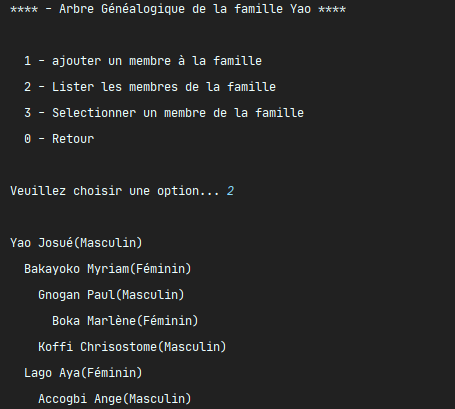 **** - Arbre Généalogique de la famille Yao ****
1 - ajouter un membre à la famille
2 - Lister les membres de la famille
3 - Selectionner un membre de la famille
0 - Retour
Veuillez choisir une option... 2
Yao Josué(Masculin)
Bakayoko Myriam(Féminin)
Gnogan Paul(Masculin)
Boka Marlène(Féminin)
Koffi Chrisostome(Masculin)
Lago Aya(Féminin)
Accogbi Ange(Masculin)